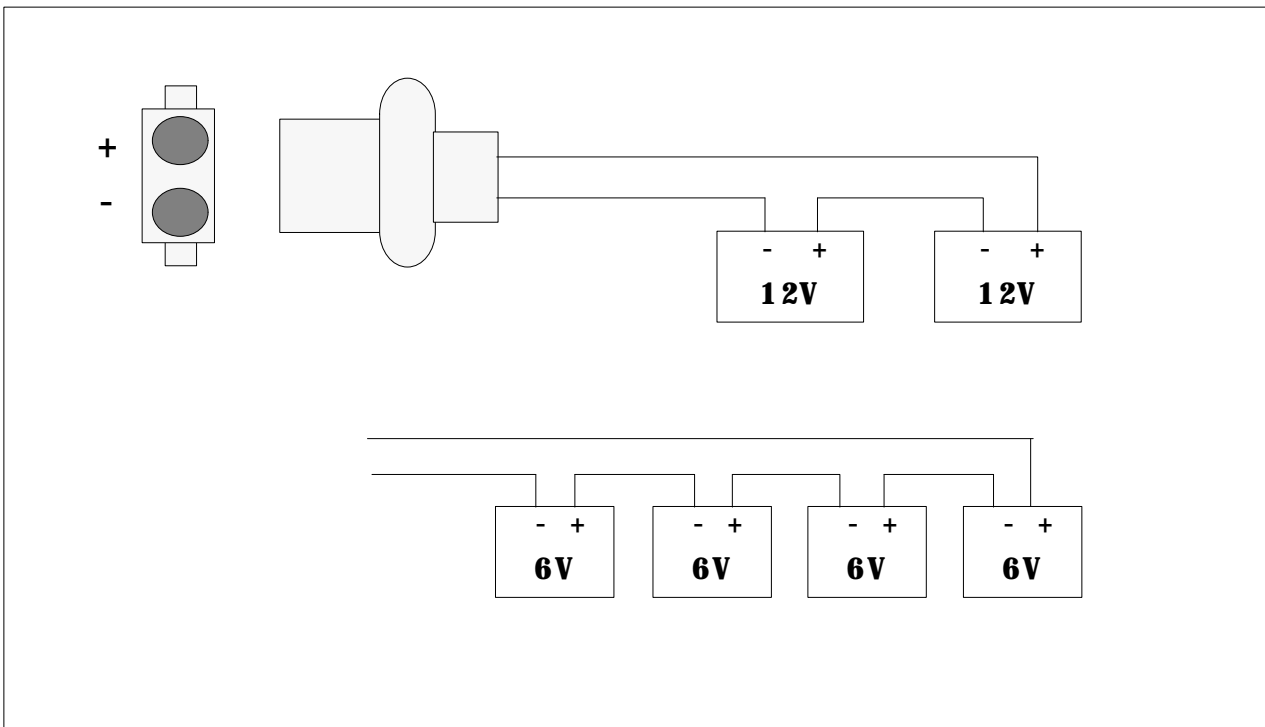 +
-
- + - +
12V 12V
- + - + - + - +
6V 6V 6V 6V